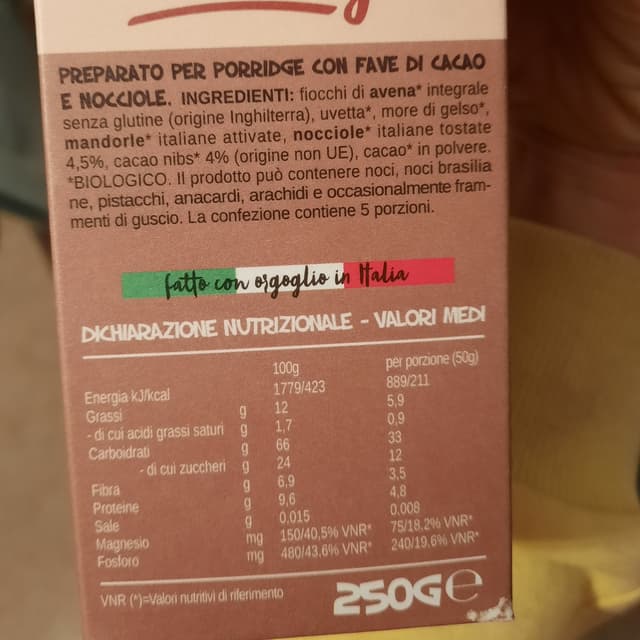 PREPARATO PER PORRIDGE CON FAVE DI CACAO
E NOCCIOLE. INGREDIENTI: fiocchi di avena* integrale
senza glutine (origine Inghilterra), uvetta*, more di gelso*,
mandorle* italiane attivate, nocciole* italiane tostate
4,5%, cacao nibs* 4% (origine non UE), cacao* in polvere.
*BIOLOGICO. Il prodotto può contenere noci, noci brasilia
ne, pistacchi, anacardi, arachidi e occasionalmente fram-
menti di guscio. La confezione contiene 5 porzioni.
fatto con orgoglio in Italia
DICHIARAZIONE NUTRIZIONALE - VALORI MEDI
100g per porzione (50g)
Energia kJ/kcal 1779/423 889/211
Grassi g 12 5,9
- di cui acidi grassi saturi g 1,7 0,9
Carboidrati g 66 33
- di cui zuccheri g 24 12
Fibra g 6,9 3,5
Proteine g 9,6 4,8
Sale g 0.015 0.008
Magnesio mg 150/40,5% VNR* 75/18.2% VNR*
Fosforo mg 480/43.6% VNR* 240/19.6% VNR*
VNR (*)=Valori nutritivi di riferimento
250G e